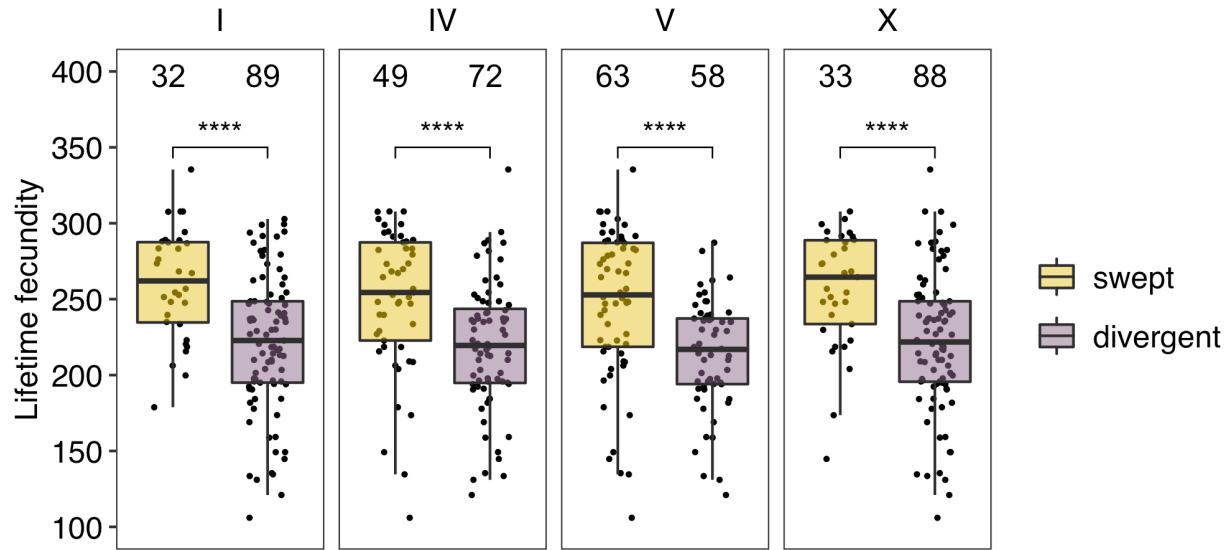 I IV V X
Lifetime fecundity
400
350
300
250
200
150
100
32 89 49 72 63 58 33 88
**** **** **** ****
swept
divergent